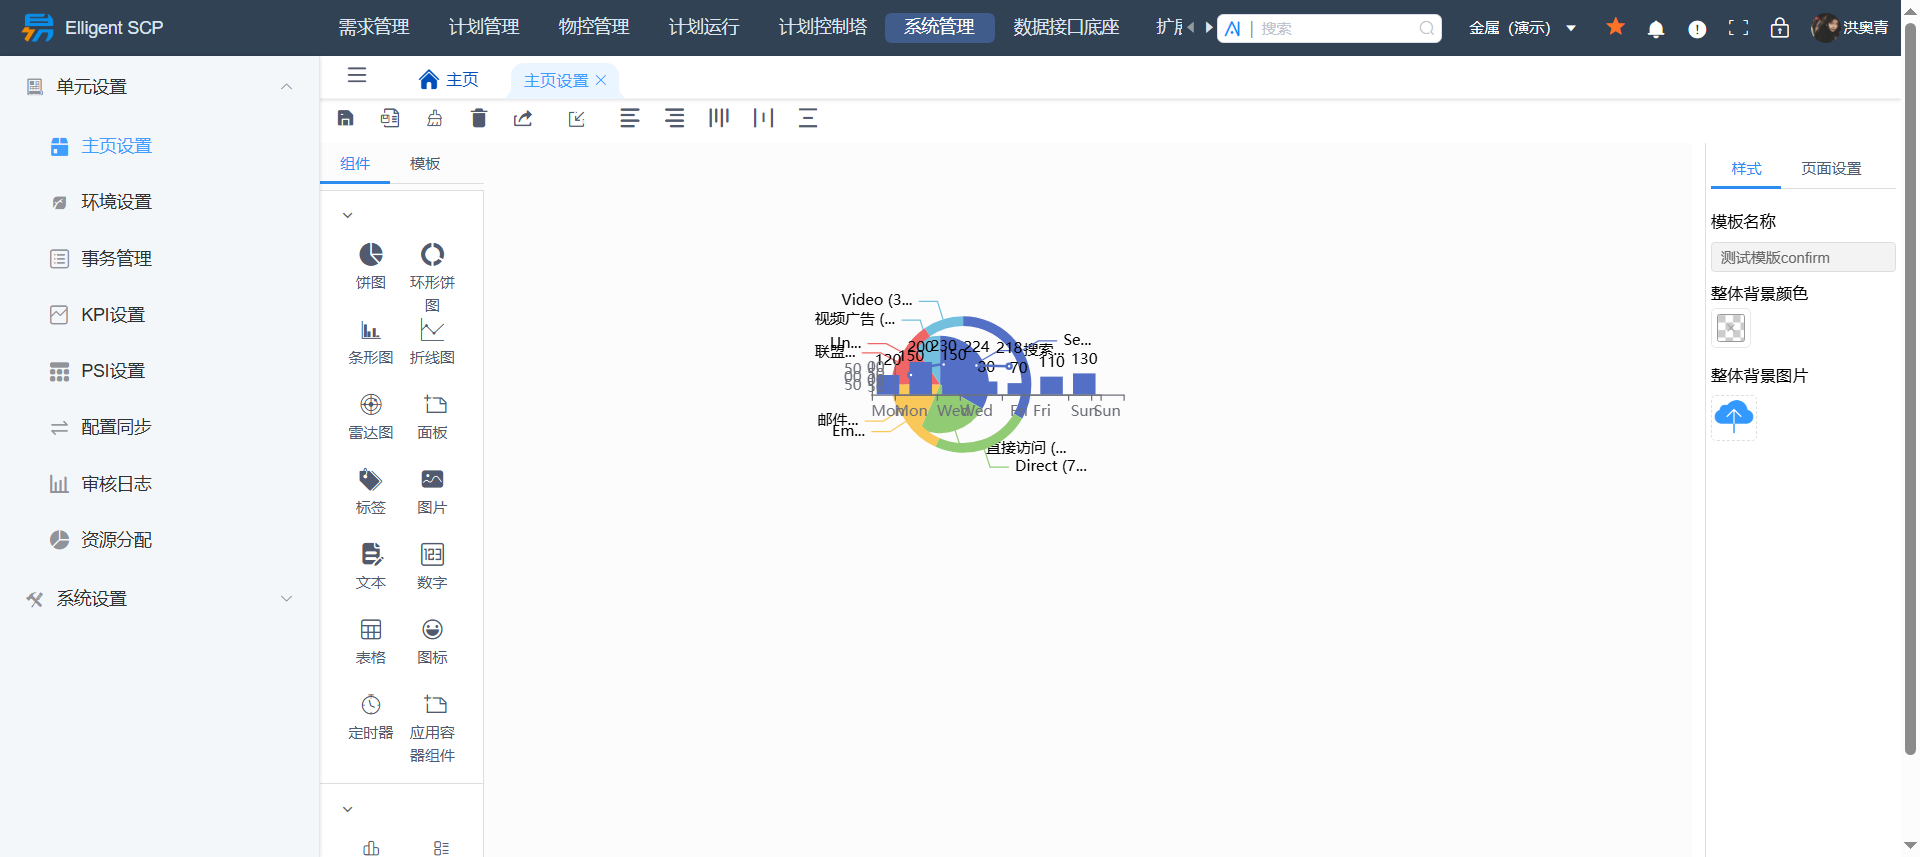 Elligent SCP
需求管理
计划管理
物控管理
计划运行
计划控制塔
系统管理
数据接口底座
搜索
金属（演示）
洪奥青
单元设置
主页设置
环境设置
事务管理
KPI设置
PSI设置
配置同步
审核日志
资源分配
系统设置
主页
主页设置
组件
模板
饼图
环形饼
图
条形图
折线图
雷达图
面板
标签
图片
文本
数字
表格
图标
定时器
应用容
器组件
Video (3...
视频广告 (...
Un...
联盟...
Se...
搜索...
120
200
150
230
150
224
80
218
70
110
130
Mon
Mon
Wed
Wed
Fri
Fri
Sun
Sun
邮件...
Em...
直接访问 (...
Direct (7...
样式
页面设置
模板名称
测试模版confirm
整体背景颜色
整体背景图片